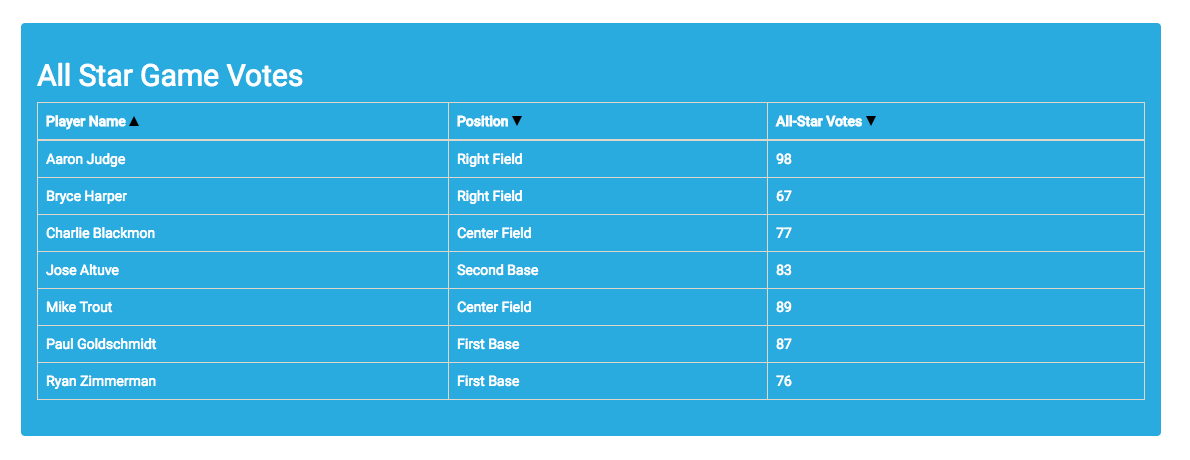 All Star Game Votes
Player Name ▲ Position ▼ All-Star Votes ▼
Aaron Judge Right Field 98
Bryce Harper Right Field 67
Charlie Blackmon Center Field 77
Jose Altuve Second Base 83
Mike Trout Center Field 89
Paul Goldschmidt First Base 87
Ryan Zimmerman First Base 76